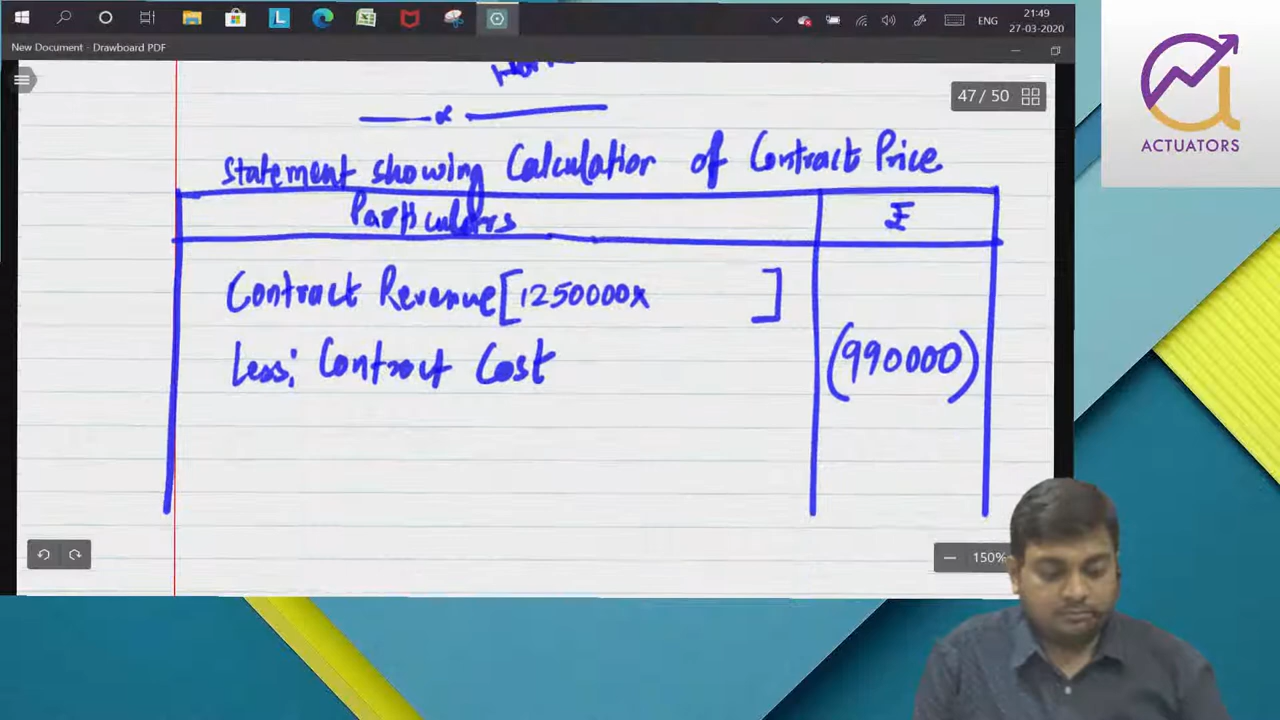 21:49
ENG
27-03-2020
New Document - Drawboard PDF
47 / 50
ACTUATORS
Statement showing Calculation of Contract Price
Particulars ₹
Contract Revenue [1250000x ]
Less: Contract Cost (990000)
150%